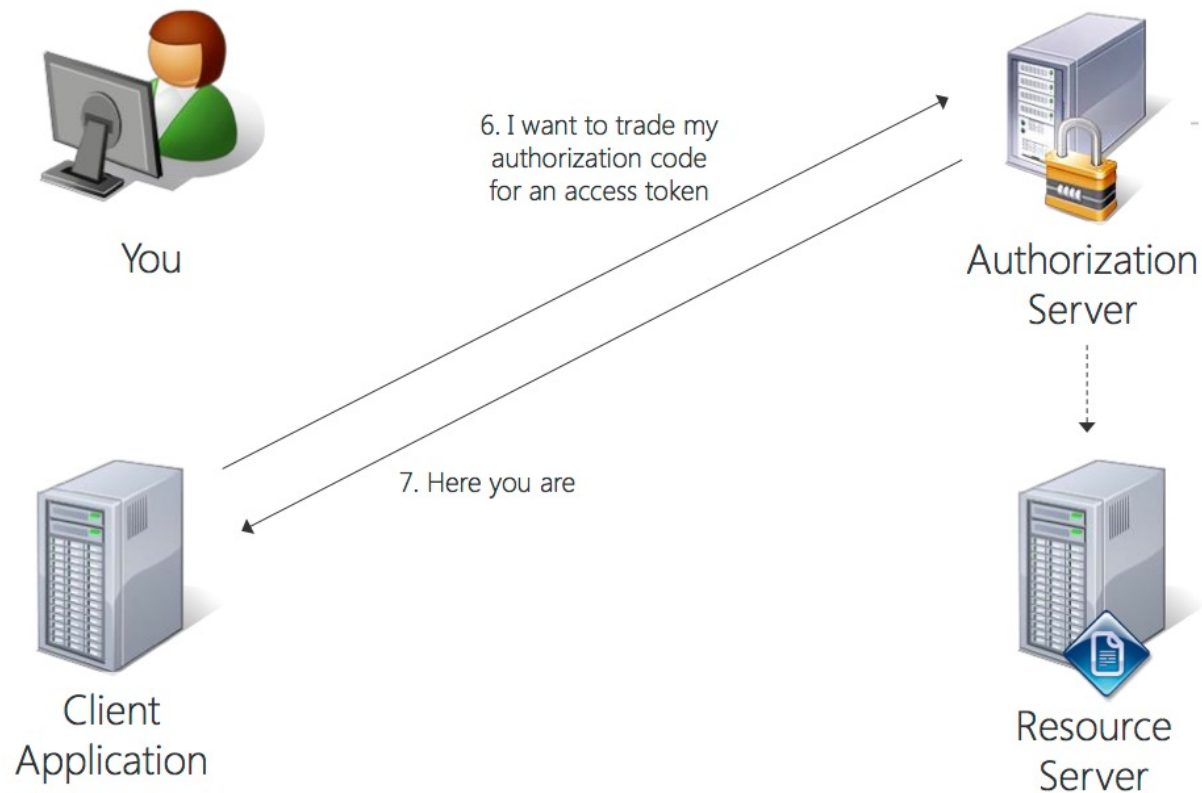 6. I want to trade my
authorization code
for an access token
You
Authorization
Server
7. Here you are
Client
Application
Resource
Server